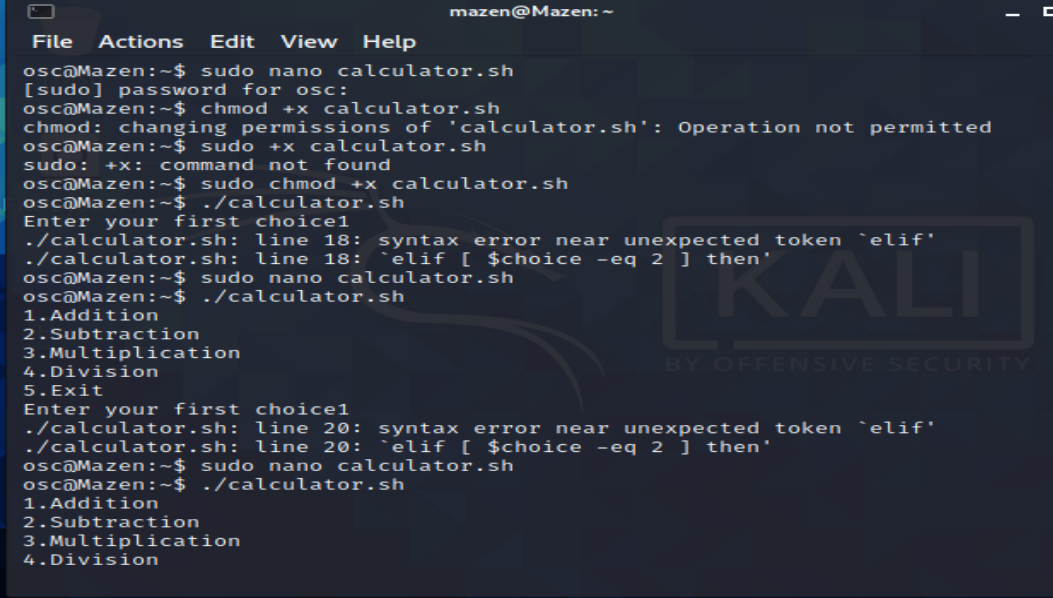 mazen@Mazen: ~
File Actions Edit View Help
osc@Mazen:~$ sudo nano calculator.sh
[sudo] password for osc:
osc@Mazen:~$ chmod +x calculator.sh
chmod: changing permissions of 'calculator.sh': Operation not permitted
osc@Mazen:~$ sudo +x calculator.sh
sudo: +x: command not found
osc@Mazen:~$ sudo chmod +x calculator.sh
osc@Mazen:~$ ./calculator.sh
Enter your first choice1
./calculator.sh: line 18: syntax error near unexpected token `elif'
./calculator.sh: line 18: `elif [ $choice -eq 2 ] then'
osc@Mazen:~$ sudo nano calculator.sh
osc@Mazen:~$ ./calculator.sh
1.Addition
2.Subtraction
3.Multiplication
4.Division
5.Exit
Enter your first choice1
./calculator.sh: line 20: syntax error near unexpected token `elif'
./calculator.sh: line 20: `elif [ $choice -eq 2 ] then'
osc@Mazen:~$ sudo nano calculator.sh
osc@Mazen:~$ ./calculator.sh
1.Addition
2.Subtraction
3.Multiplication
4.Division
KALI
BY OFFENSIVE SECURITY